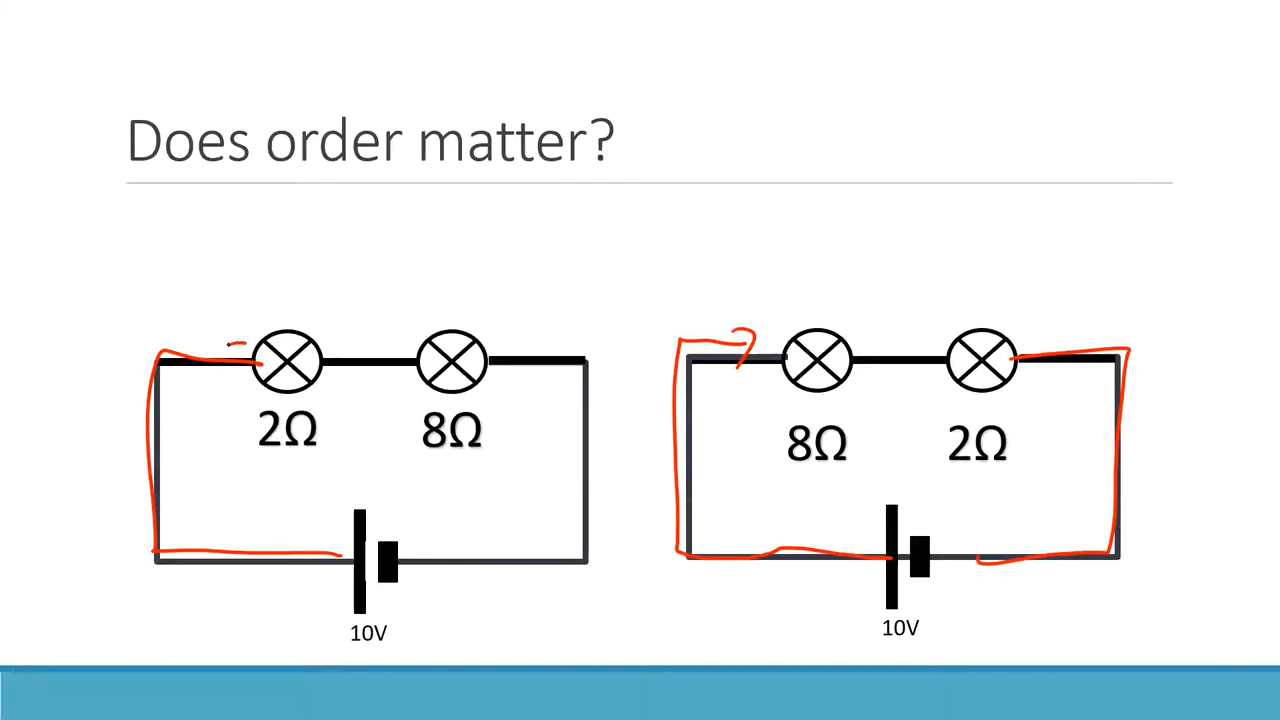 Does order matter?
2Ω 8Ω
10V
8Ω 2Ω
10V